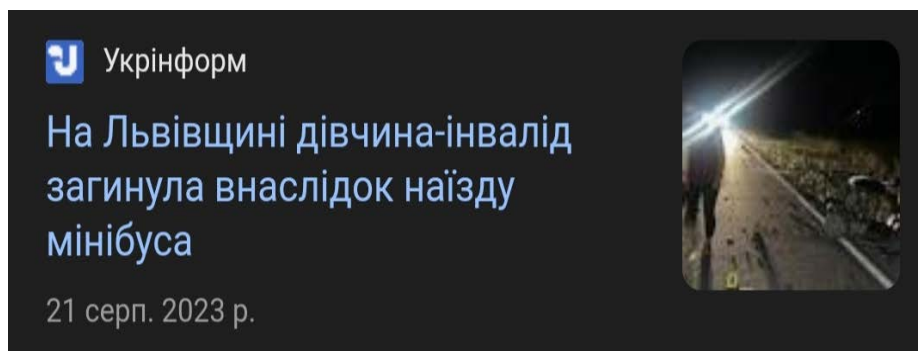 Укрінформ
На Львівщині дівчина-інвалід
загинула внаслідок наїзду
мінібуса
21 серп. 2023 р.